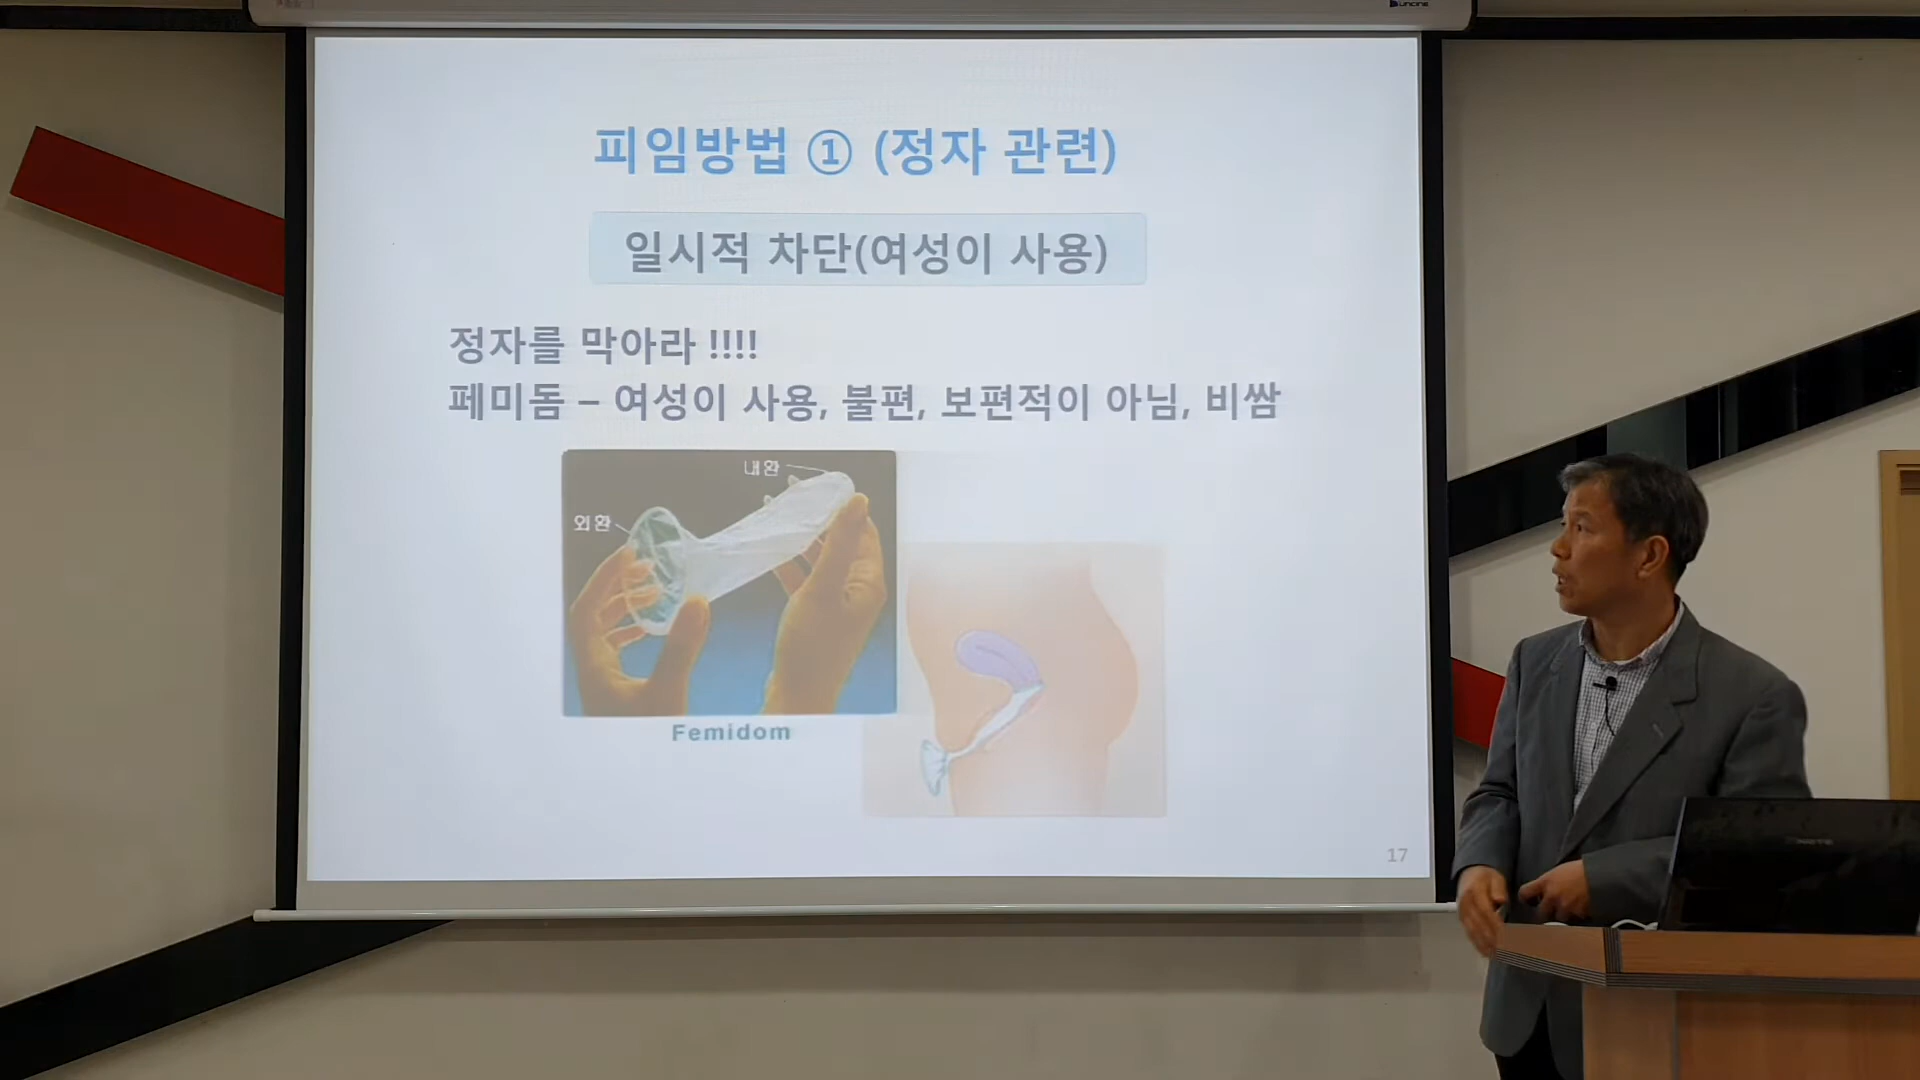 피임방법 ① (정자 관련)
일시적 차단(여성이 사용)
정자를 막아라 !!!!
페미돔 – 여성이 사용, 불편, 보편적이 아님, 비쌈
내환
외환
Femidom
17